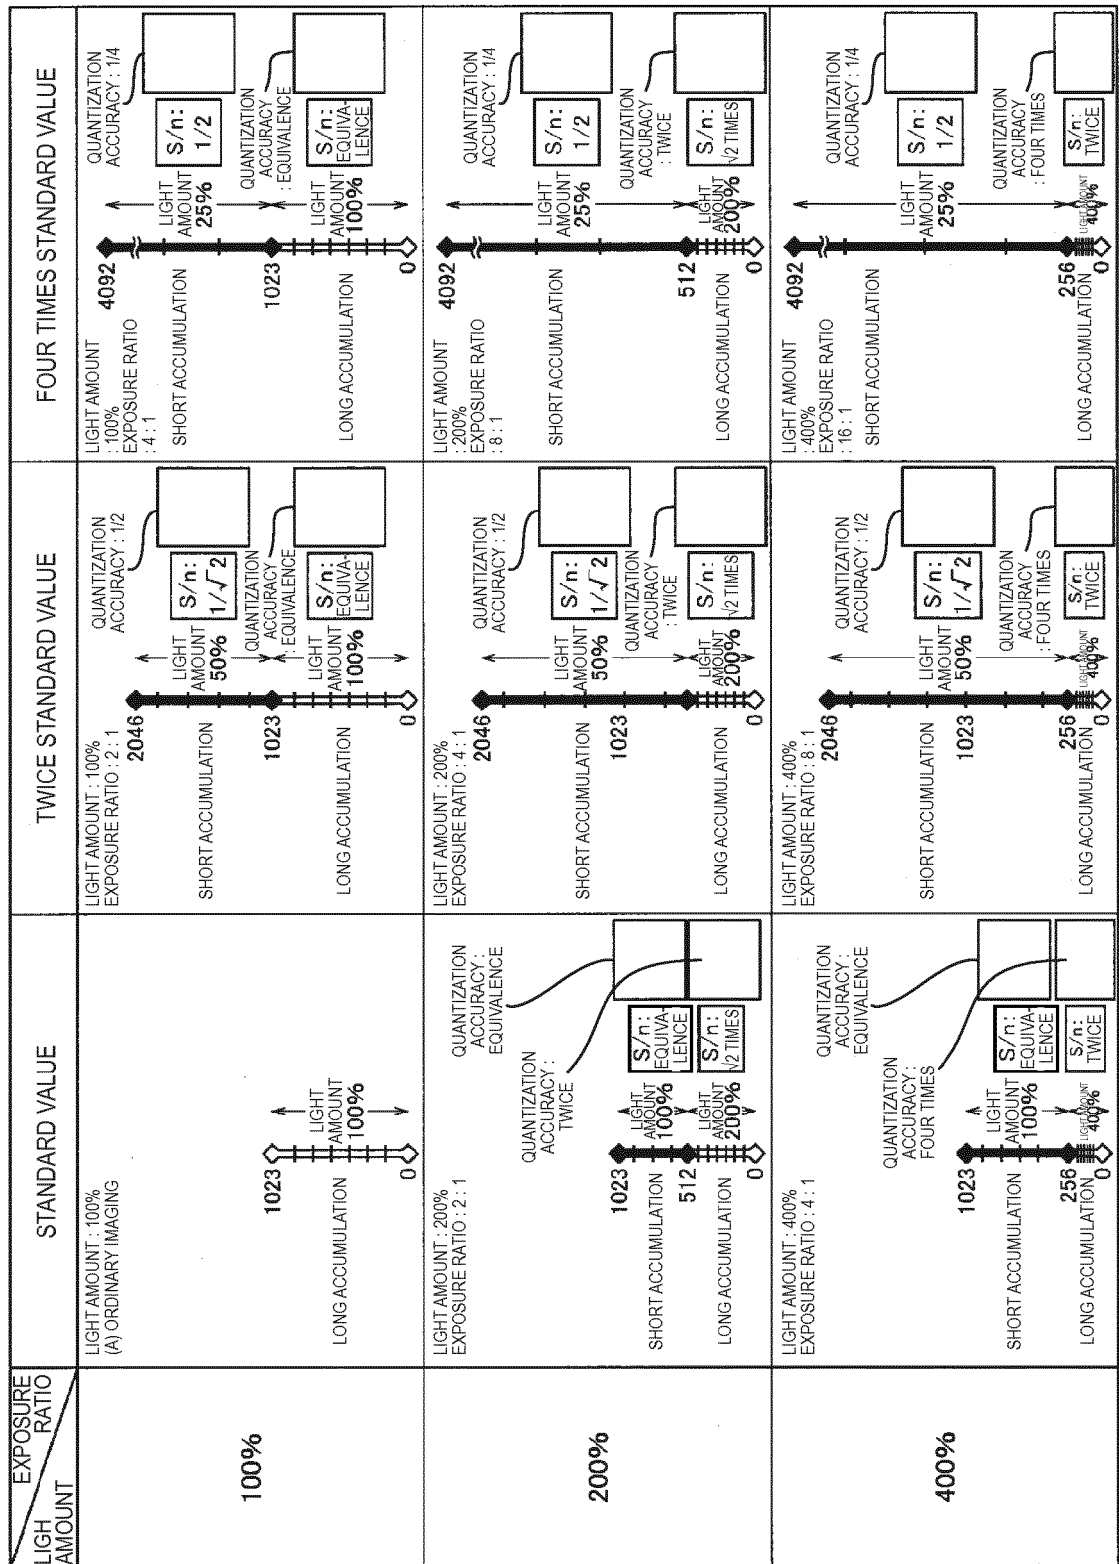 EXPOSURE
RATIO
LIGH
AMOUNT
STANDARD VALUE
TWICE STANDARD VALUE
FOUR TIMES STANDARD VALUE
100%
LIGHT AMOUNT : 100%
(A) ORDINARY IMAGING
LONG ACCUMULATION
1023
0
LIGHT
AMOUNT
100%
LIGHT AMOUNT : 100%
EXPOSURE RATIO : 2 : 1
SHORT ACCUMULATION
LONG ACCUMULATION
2046
1023
0
LIGHT
AMOUNT
50%
LIGHT
AMOUNT
100%
QUANTIZATION
ACCURACY : 1/2
S/n:
1/√2
QUANTIZATION
ACCURACY
: EQUIVALENCE
S/n:
EQUIVA-
LENCE
LIGHT AMOUNT
: 100%
EXPOSURE RATIO
: 4 : 1
SHORT ACCUMULATION
LONG ACCUMULATION
4092
1023
0
LIGHT
AMOUNT
25%
LIGHT
AMOUNT
100%
QUANTIZATION
ACCURACY : 1/4
S/n:
1/2
QUANTIZATION
ACCURACY
: EQUIVALENCE
S/n:
EQUIVA-
LENCE
200%
LIGHT AMOUNT : 200%
EXPOSURE RATIO : 2 : 1
SHORT ACCUMULATION
LONG ACCUMULATION
1023
512
0
LIGHT
AMOUNT
100%
LIGHT
AMOUNT
200%
QUANTIZATION
ACCURACY :
EQUIVALENCE
QUANTIZATION
ACCURACY :
TWICE
S/n:
EQUIVA-
LENCE
S/n:
√2 TIMES
LIGHT AMOUNT : 200%
EXPOSURE RATIO : 4 : 1
SHORT ACCUMULATION
LONG ACCUMULATION
2046
1023
0
LIGHT
AMOUNT
50%
LIGHT
AMOUNT
200%
QUANTIZATION
ACCURACY : 1/2
S/n:
1/√2
QUANTIZATION
ACCURACY
: TWICE
S/n:
√2 TIMES
LIGHT AMOUNT
: 200%
EXPOSURE RATIO
: 8 : 1
SHORT ACCUMULATION
LONG ACCUMULATION
4092
512
0
LIGHT
AMOUNT
25%
LIGHT
AMOUNT
200%
QUANTIZATION
ACCURACY : 1/4
S/n:
1/2
QUANTIZATION
ACCURACY
: TWICE
S/n:
√2 TIMES
400%
LIGHT AMOUNT : 400%
EXPOSURE RATIO : 4 : 1
SHORT ACCUMULATION
LONG ACCUMULATION
1023
256
0
LIGHT
AMOUNT
100%
LIGHT AMOUNT
400%
QUANTIZATION
ACCURACY :
EQUIVALENCE
QUANTIZATION
ACCURACY:
FOUR TIMES
S/n:
EQUIVA-
LENCE
S/n:
TWICE
LIGHT AMOUNT : 400%
EXPOSURE RATIO : 8 : 1
SHORT ACCUMULATION
LONG ACCUMULATION
2046
1023
256
0
LIGHT
AMOUNT
50%
LIGHT AMOUNT
400%
QUANTIZATION
ACCURACY : 1/2
S/n:
1/√2
QUANTIZATION
ACCURACY
: FOUR TIMES
S/n:
TWICE
LIGHT AMOUNT
: 400%
EXPOSURE RATIO
: 16 : 1
SHORT ACCUMULATION
LONG ACCUMULATION
4092
256
0
LIGHT
AMOUNT
25%
LIGHT AMOUNT
400%
QUANTIZATION
ACCURACY : 1/4
S/n:
1/2
QUANTIZATION
ACCURACY
: FOUR TIMES
S/n:
TWICE